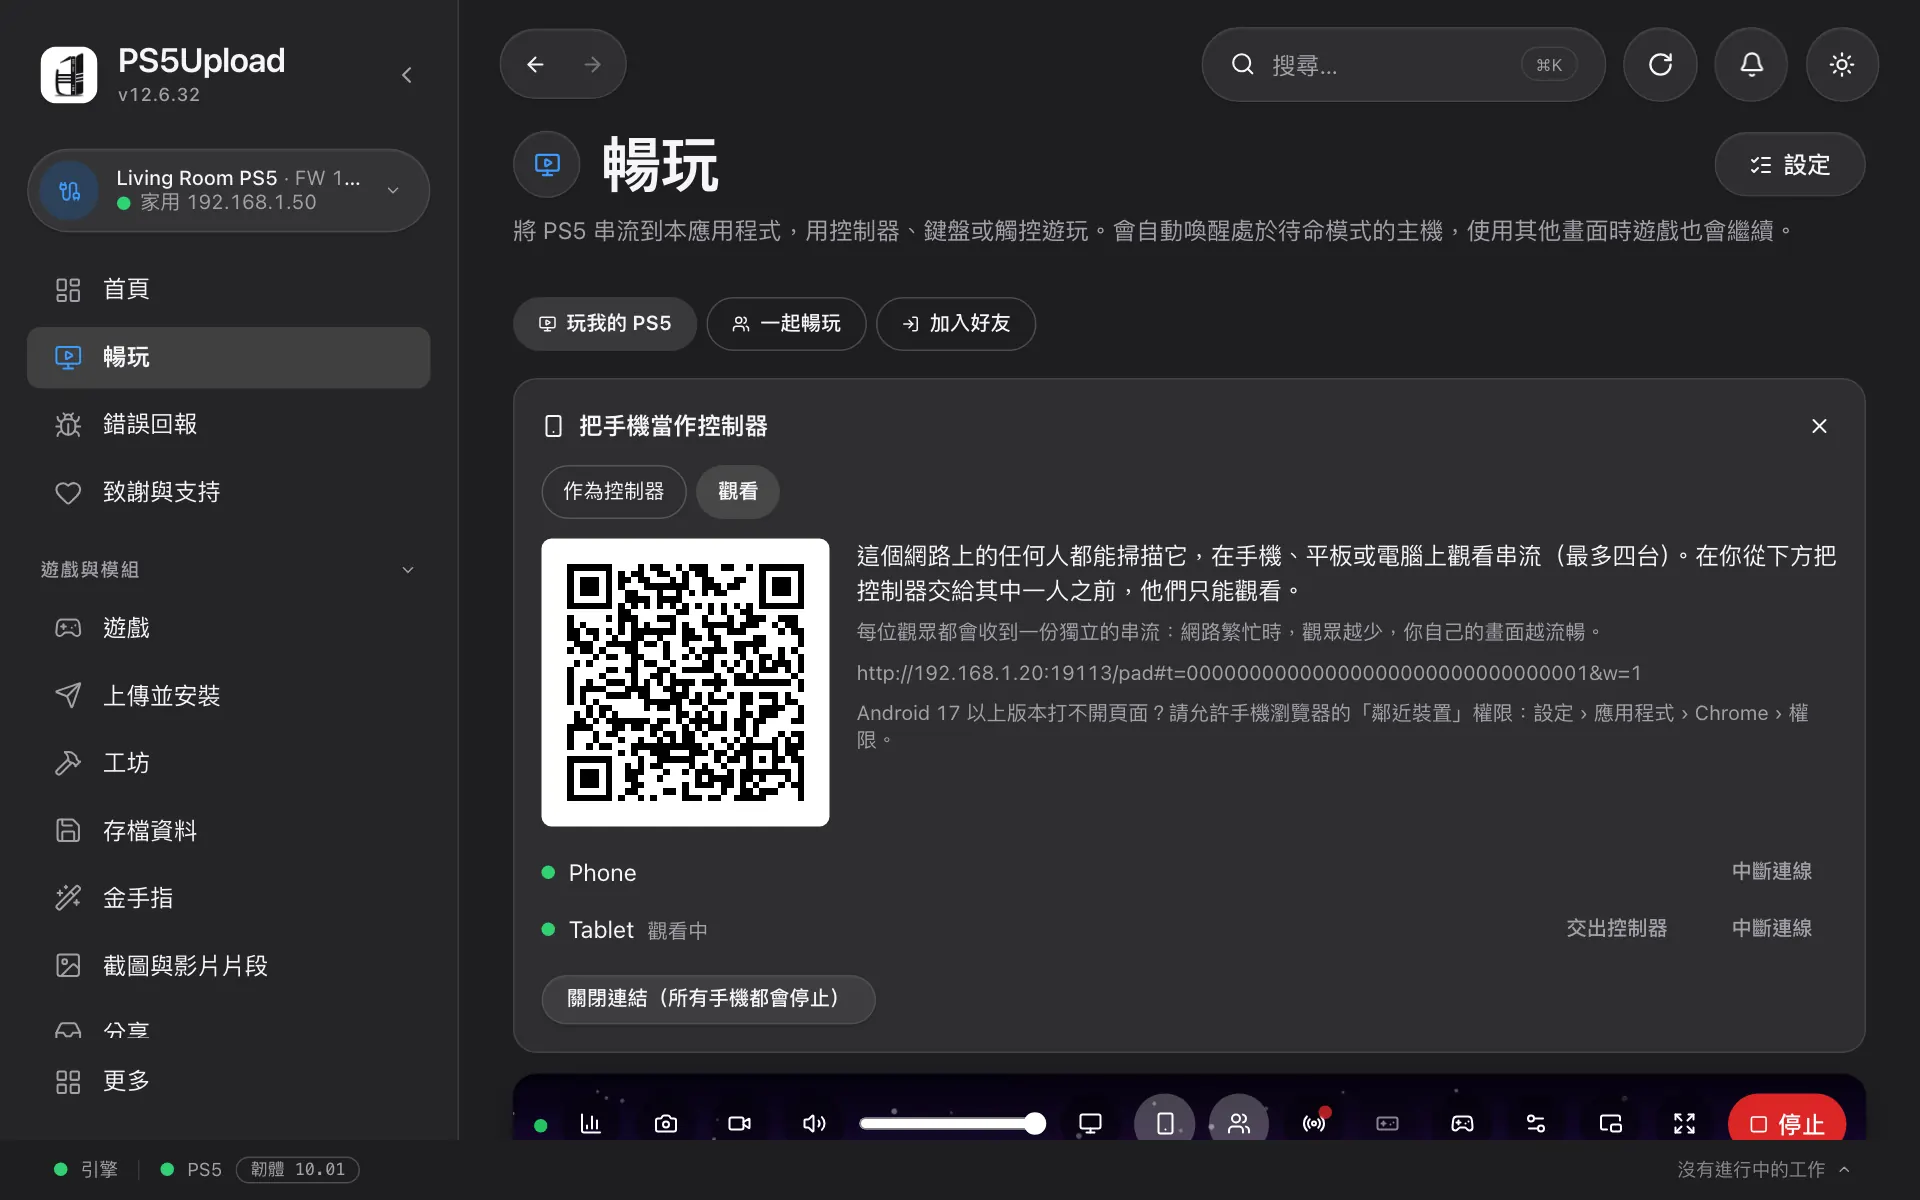 PS5Upload
v12.6.32
Living Room PS5 · FW 1...
家用 192.168.1.50
首頁
暢玩
錯誤回報
致謝與支持
遊戲與模組
遊戲
上傳並安裝
工坊
存檔資料
金手指
截圖與影片片段
分享
更多
搜尋...
⌘K
暢玩
設定
將 PS5 串流到本應用程式，用控制器、鍵盤或觸控遊玩。會自動喚醒處於待命模式的主機，使用其他畫面時遊戲也會繼續。
玩我的 PS5
一起暢玩
加入好友
把手機當作控制器
作為控制器
觀看
這個網路上的任何人都能掃描它，在手機、平板或電腦上觀看串流（最多四台）。在你從下方把
控制器交給其中一人之前，他們只能觀看。
每位觀眾都會收到一份獨立的串流：網路繁忙時，觀眾越少，你自己的畫面越流暢。
http://192.168.1.20:19113/pad#t=00000000000000000000000000000001&w=1
Android 17 以上版本打不開頁面？請允許手機瀏覽器的「鄰近裝置」權限：設定 › 應用程式 › Chrome › 權
限。
Phone
中斷連線
Tablet 觀看中
交出控制器
中斷連線
關閉連結（所有手機都會停止）
停止
引擎
PS5
韌體 10.01
沒有進行中的工作